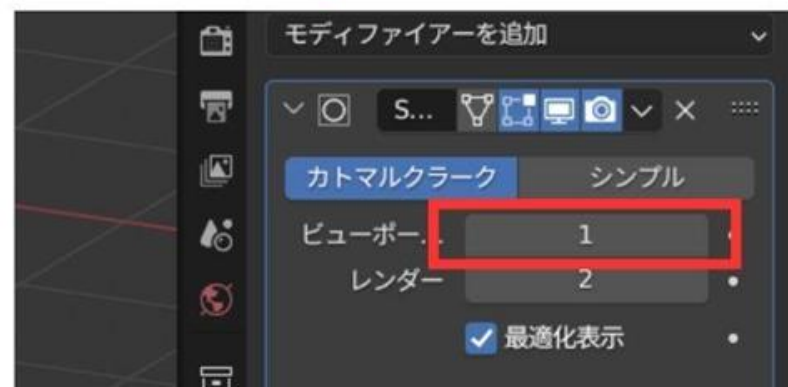 モディファイアーを追加
S...
カトマルクラーク シンプル
ビューポー... 1
レンダー 2
最適化表示